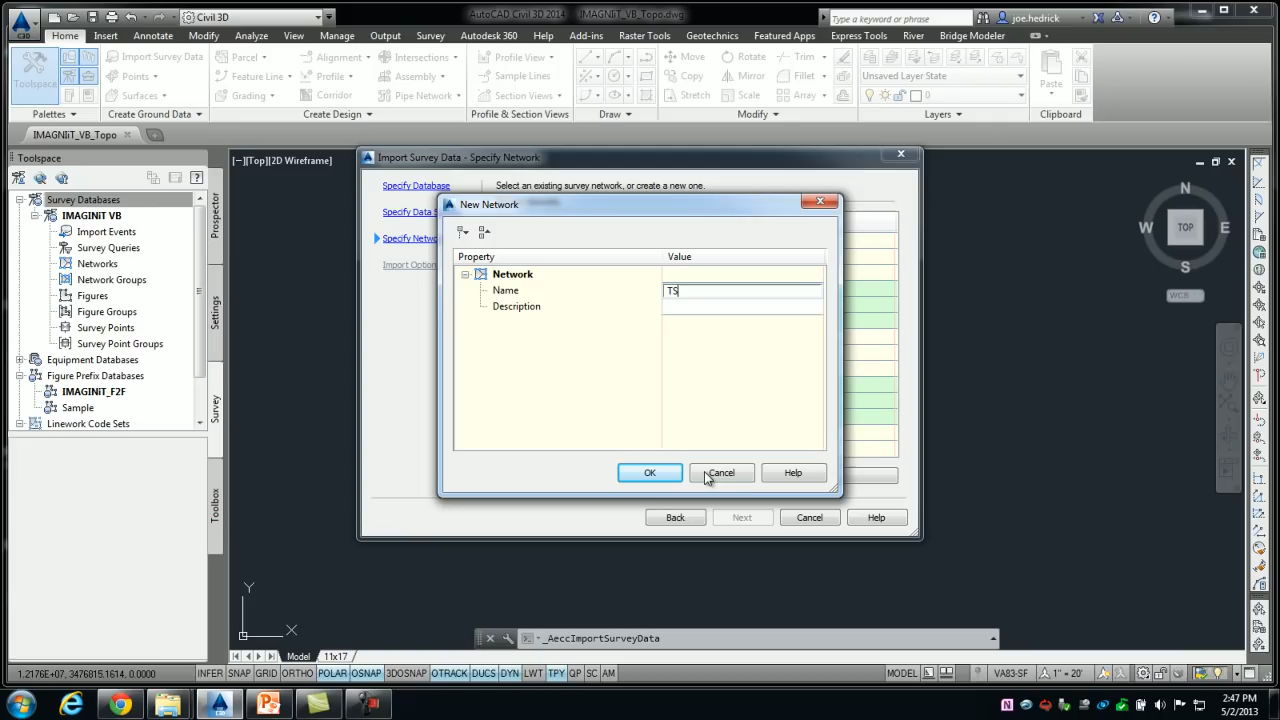 Civil 3D
AutoCAD Civil 3D 2014 IMAGINiT_VB_Topo.dwg
Type a keyword or phrase
joe.hedrick
Home Insert Annotate Modify Analyze View Manage Output Survey Autodesk 360 Help Add-ins Raster Tools Geotechnics Featured Apps Express Tools River Bridge Modeler
Toolspace
Import Survey Data
Points
Surfaces
Parcel
Feature Line
Grading
Alignment
Profile
Corridor
Intersections
Assembly
Pipe Network
Profile View
Sample Lines
Section Views
Move
Copy
Stretch
Rotate
Mirror
Scale
Trim
Fillet
Array
Unsaved Layer State
0
Paste
Palettes Create Ground Data Create Design Profile & Section Views Draw Modify Layers Clipboard
IMAGINiT_VB_Topo
Toolspace
Prospector
Settings
Survey
Toolbox
Survey Databases
IMAGINiT VB
Import Events
Survey Queries
Networks
Network Groups
Figures
Figure Groups
Survey Points
Survey Point Groups
Equipment Databases
Figure Prefix Databases
IMAGINiT_F2F
Sample
Linework Code Sets
[−][Top][2D Wireframe]
Import Survey Data - Specify Network
Specify Database
Select an existing survey network, or create a new one.
Specify Data S
Specify Netwo
Import Option
New Network
Property Value
Network
Name TS
Description
OK Cancel Help
Back Next Cancel Help
N
W TOP E
S
WCS
Y
X
_AeccImportSurveyData
Model 11x17
1.2176E+07, 3476815.1614, 0.0000 INFER SNAP GRID ORTHO POLAR OSNAP 3DOSNAP OTRACK DUCS DYN LWT TPY QP SC AM MODEL VA83-SF 1" = 20'
2:47 PM
5/2/2013